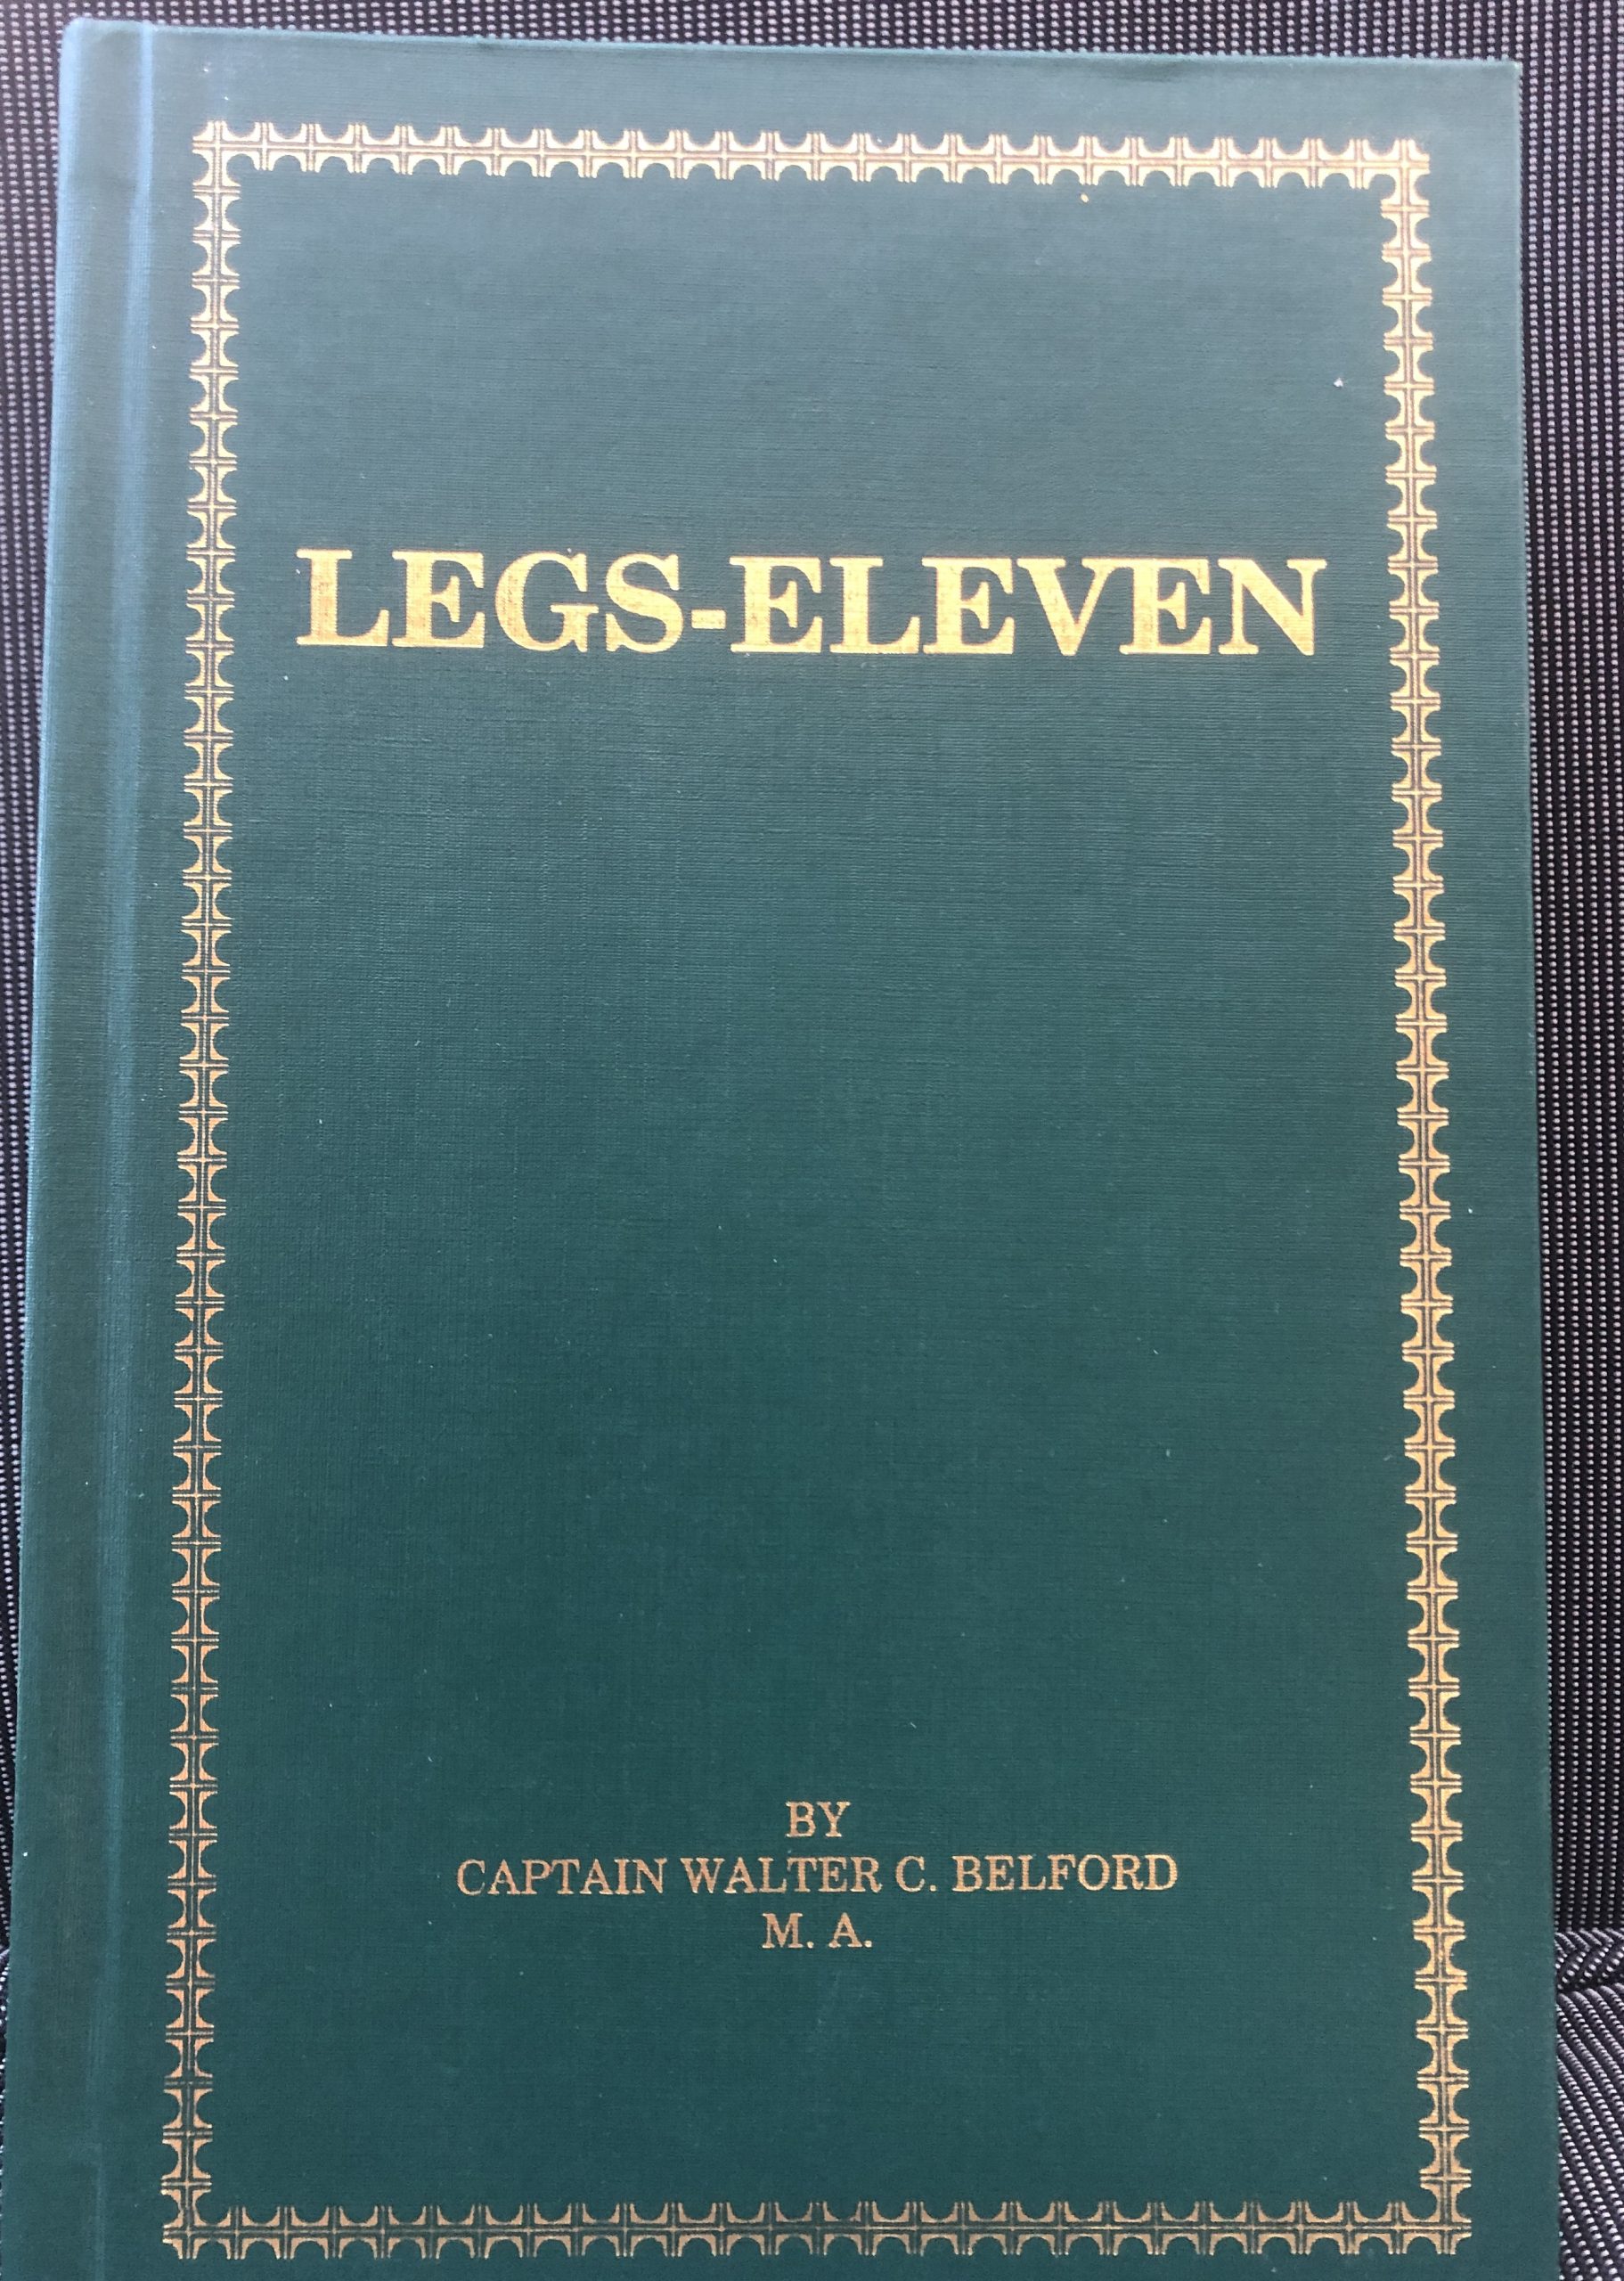 LEGS-ELEVEN
BY
CAPTAIN WALTER C. BELFORD
M. A.